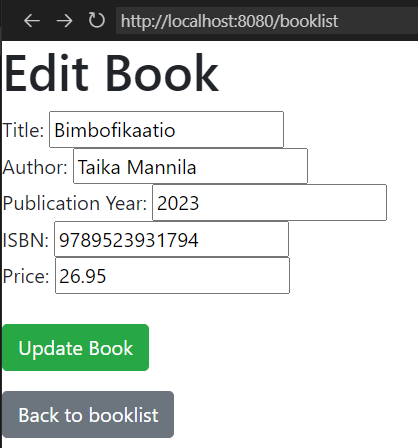 http://localhost:8080/booklist
Edit Book
Title: Bimbofikaatio
Author: Taika Mannila
Publication Year: 2023
ISBN: 9789523931794
Price: 26.95
Update Book
Back to booklist